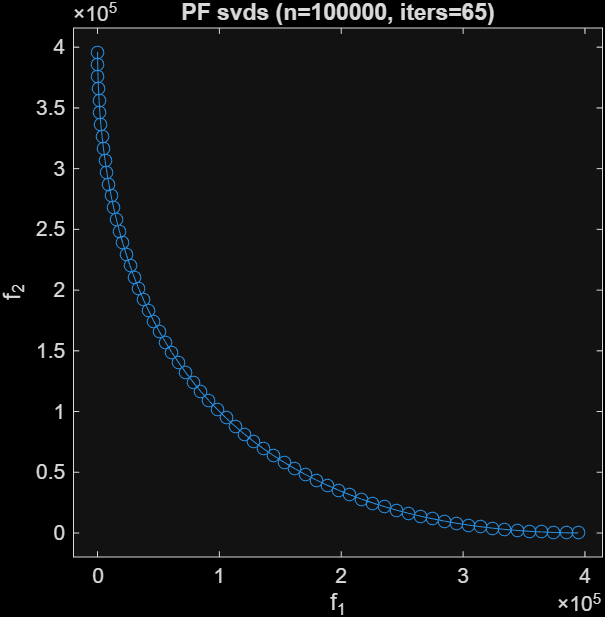 PF svds (n=100000, iters=65)
×10⁵
4
3.5
3
2.5
2
1.5
1
0.5
0
f₂
0 1 2 3 4
f₁
×10⁵